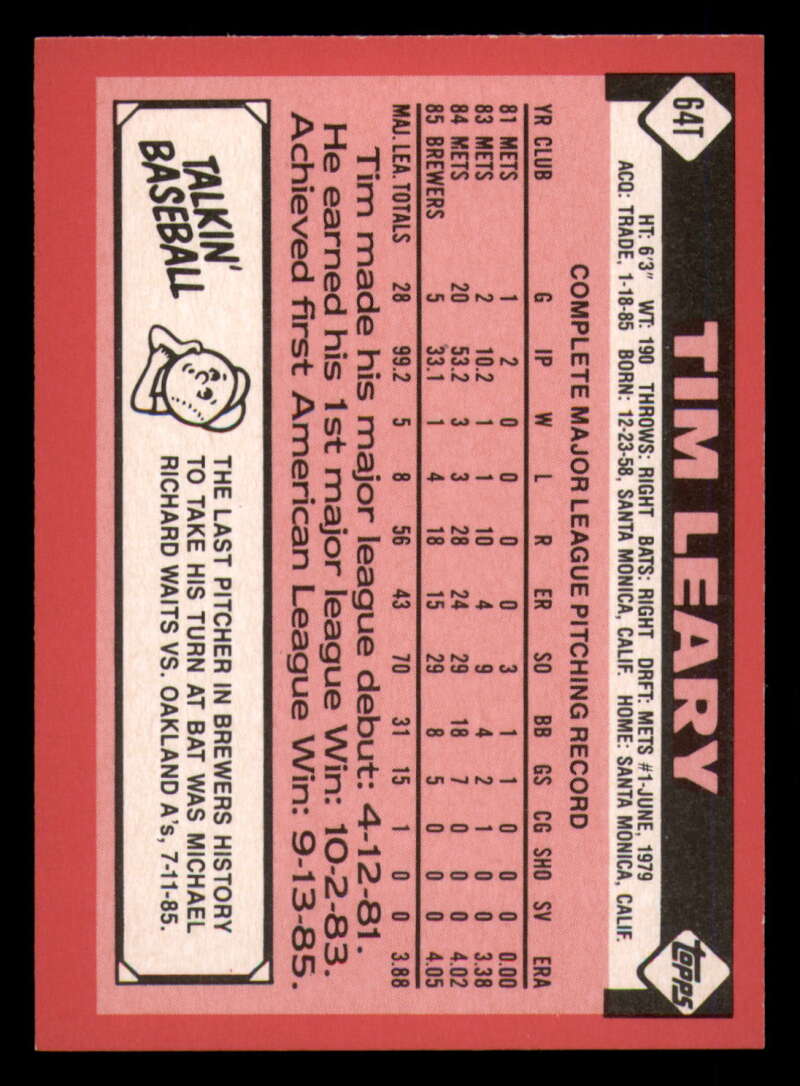 64T
TIM LEARY
topps
HT: 6'3" WT: 190 THROWS: RIGHT BATS: RIGHT DRFT: METS #1-JUNE, 1979
ACQ: TRADE, 1-18-85 BORN: 12-23-58, SANTA MONICA, CALIF. HOME: SANTA MONICA, CALIF.
COMPLETE MAJOR LEAGUE PITCHING RECORD
YR CLUB G IP W L R ER SO BB GS CG SHO SV ERA
81 METS 1 2 0 0 0 0 3 1 1 0 0 0 0.00
83 METS 2 10.2 1 1 10 4 9 4 2 1 0 0 3.38
84 METS 20 53.2 3 3 28 24 29 18 7 0 0 0 4.02
85 BREWERS 5 33.1 1 4 18 15 29 8 5 0 0 0 4.05
MAJ. LEA. TOTALS 28 99.2 5 8 56 43 70 31 15 1 0 0 3.88
Tim made his major league debut: 4-12-81.
He earned his 1st major league Win: 10-2-83.
Achieved first American League Win: 9-13-85.
TALKIN'
BASEBALL
THE LAST PITCHER IN BREWERS HISTORY
TO TAKE HIS TURN AT BAT WAS MICHAEL
RICHARD WAITS VS. OAKLAND A's, 7-11-85.